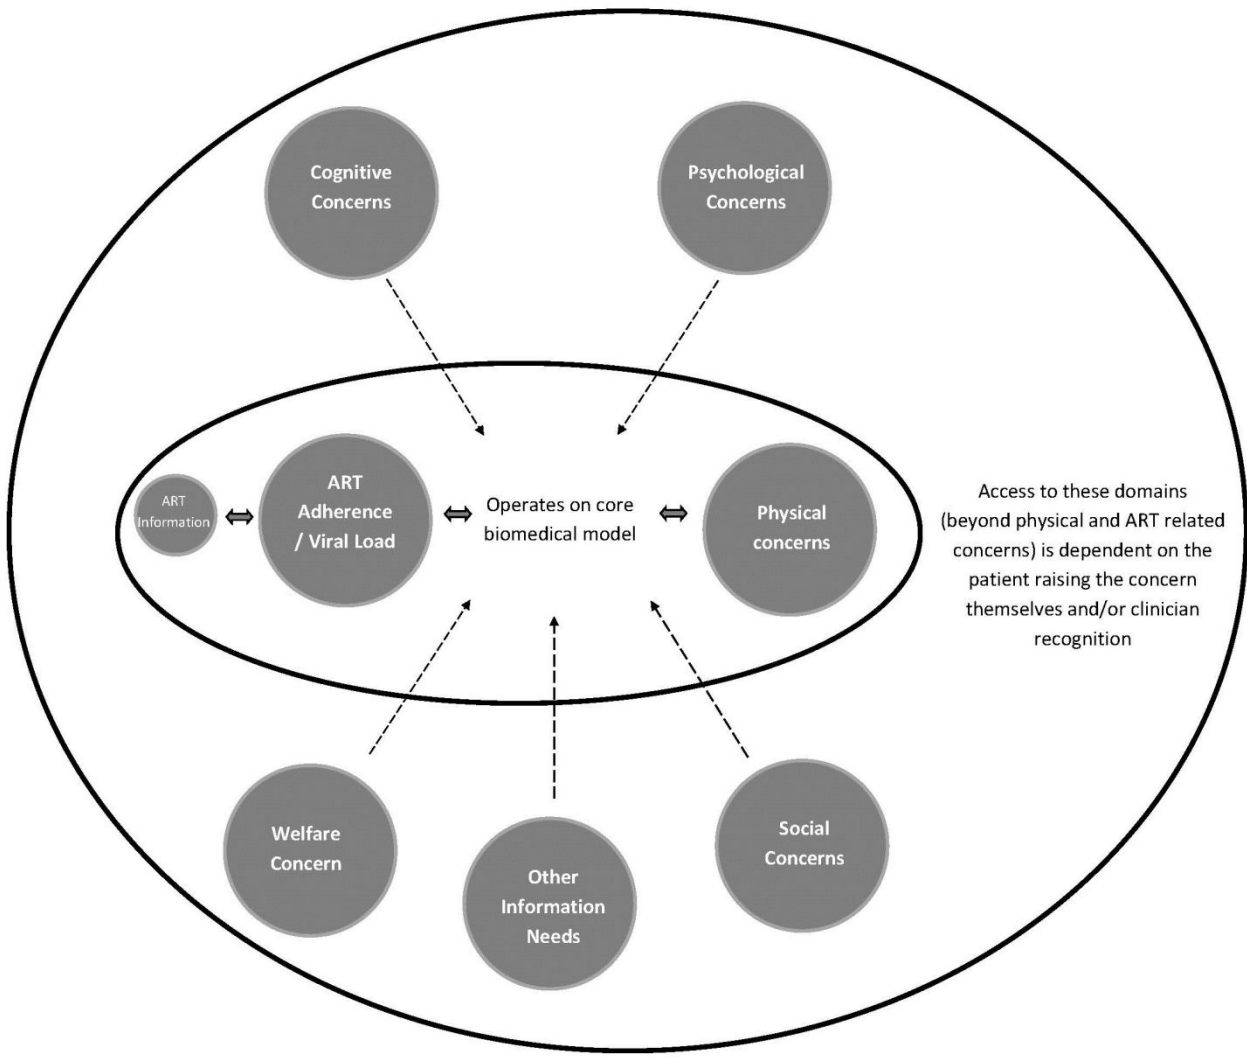 Cognitive
Concerns
Psychological
Concerns
ART
Information
ART
Adherence
/ Viral Load
Operates on core
biomedical model
Physical
concerns
Access to these domains
(beyond physical and ART related
concerns) is dependent on the
patient raising the concern
themselves and/or clinician
recognition
Welfare
Concern
Other
Information
Needs
Social
Concerns